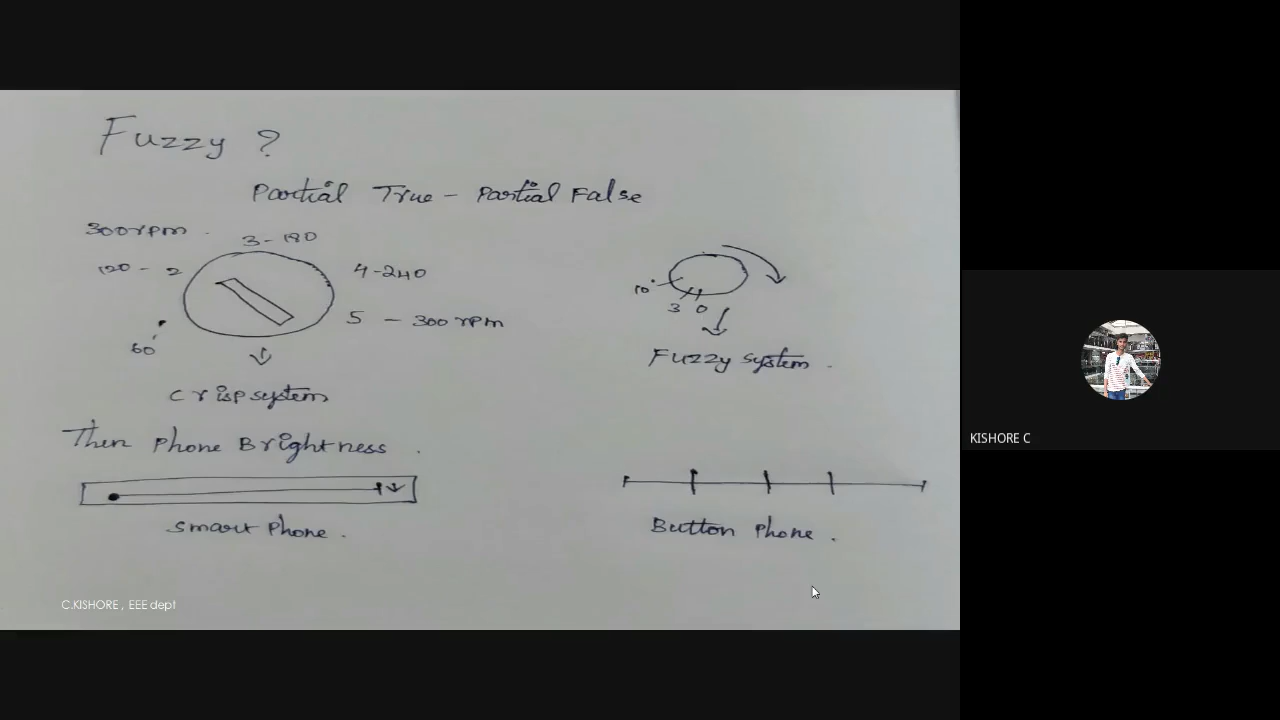 Fuzzy ?
Partial True - Partial False
300rpm .
3 - 180
120 - 2
4 - 240
5 - 300 rpm
60
crisp system
10
3 0
Fuzzy system .
Then Phone Brightness .
Smart Phone .
Button Phone .
C.KISHORE , EEE dept
KISHORE C